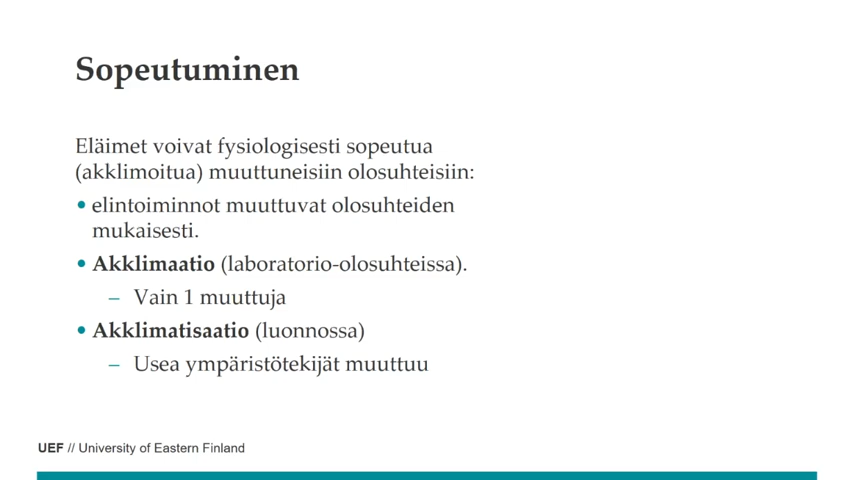 Sopeutuminen
Eläimet voivat fysiologisesti sopeutua
(akklimoitua) muuttuneisiin olosuhteisiin:
• elintoiminnot muuttuvat olosuhteiden
mukaisesti.
• Akklimaatio (laboratorio-olosuhteissa).
– Vain 1 muuttuja
• Akklimatisaatio (luonnossa)
– Usea ympäristötekijät muuttuu
UEF // University of Eastern Finland